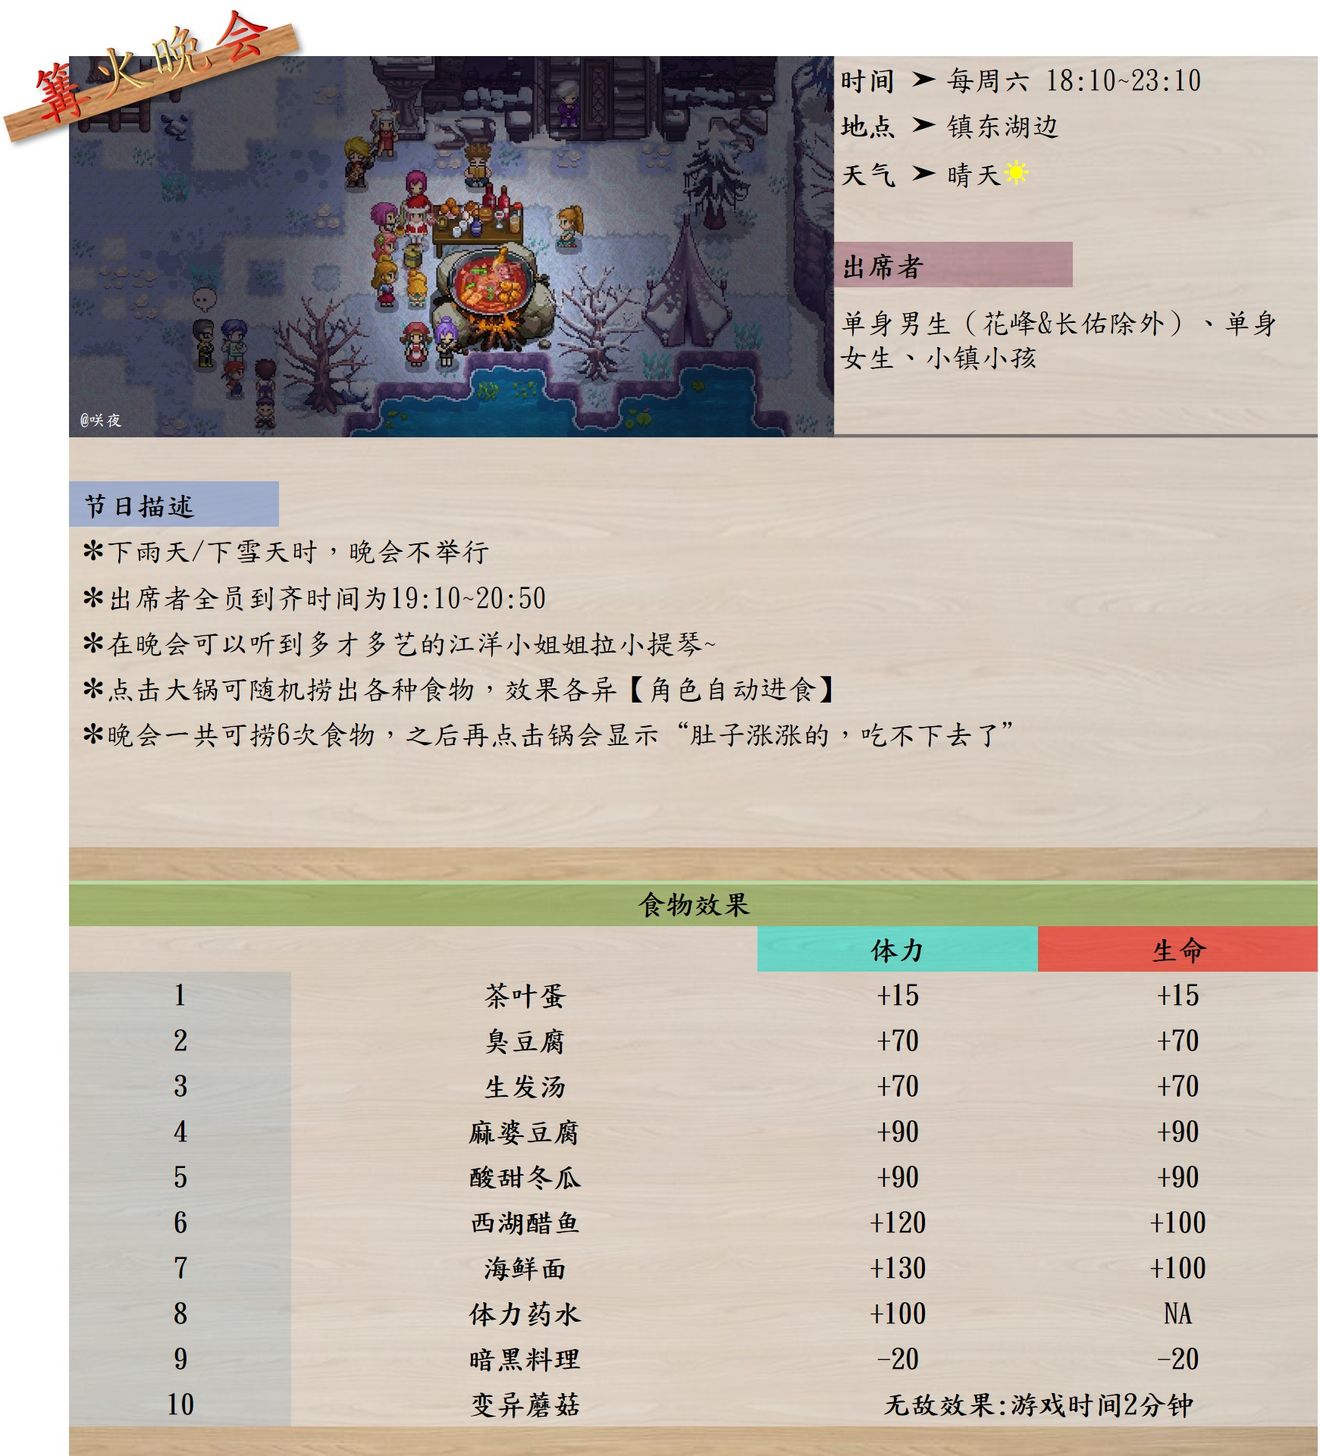 篝火晚会
时间 ➤ 每周六 18:10~23:10
地点 ➤ 镇东湖边
天气 ➤ 晴天
出席者
单身男生（花峰&长佑除外）、单身
女生、小镇小孩
@咲夜
节日描述
✻下雨天/下雪天时，晚会不举行
✻出席者全员到齐时间为19:10~20:50
✻在晚会可以听到多才多艺的江洋小姐姐拉小提琴~
✻点击大锅可随机捞出各种食物，效果各异【角色自动进食】
✻晚会一共可捞6次食物，之后再点击锅会显示“肚子涨涨的，吃不下去了”
食物效果
体力 生命
1 茶叶蛋 +15 +15
2 臭豆腐 +70 +70
3 生发汤 +70 +70
4 麻婆豆腐 +90 +90
5 酸甜冬瓜 +90 +90
6 西湖醋鱼 +120 +100
7 海鲜面 +130 +100
8 体力药水 +100 NA
9 暗黑料理 -20 -20
10 变异蘑菇 无敌效果:游戏时间2分钟